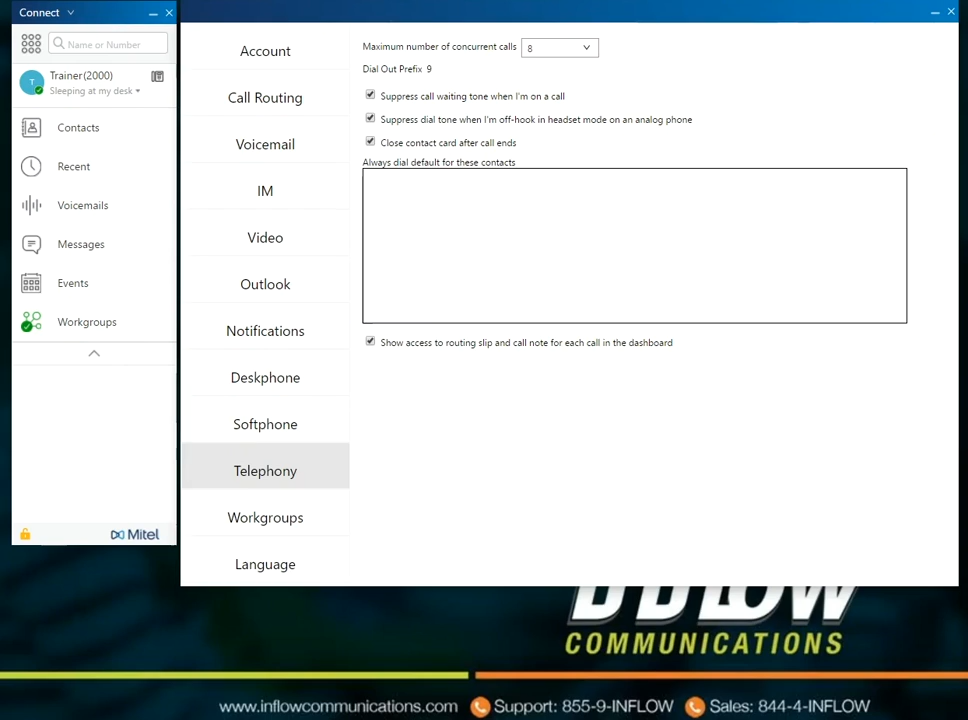 Connect
Name or Number
T
Trainer(2000)
Sleeping at my desk
Contacts
Recent
Voicemails
Messages
Events
Workgroups
Mitel
Account
Call Routing
Voicemail
IM
Video
Outlook
Notifications
Deskphone
Softphone
Telephony
Workgroups
Language
Maximum number of concurrent calls 8
Dial Out Prefix 9
Suppress call waiting tone when I'm on a call
Suppress dial tone when I'm off-hook in headset mode on an analog phone
Close contact card after call ends
Always dial default for these contacts
Show access to routing slip and call note for each call in the dashboard
COMMUNICATIONS
www.inflowcommunications.com Support: 855-9-INFLOW Sales: 844-4-INFLOW